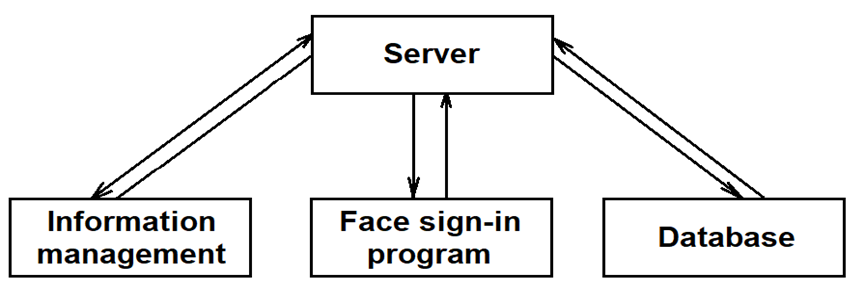 Server
Information
management
Face sign-in
program
Database